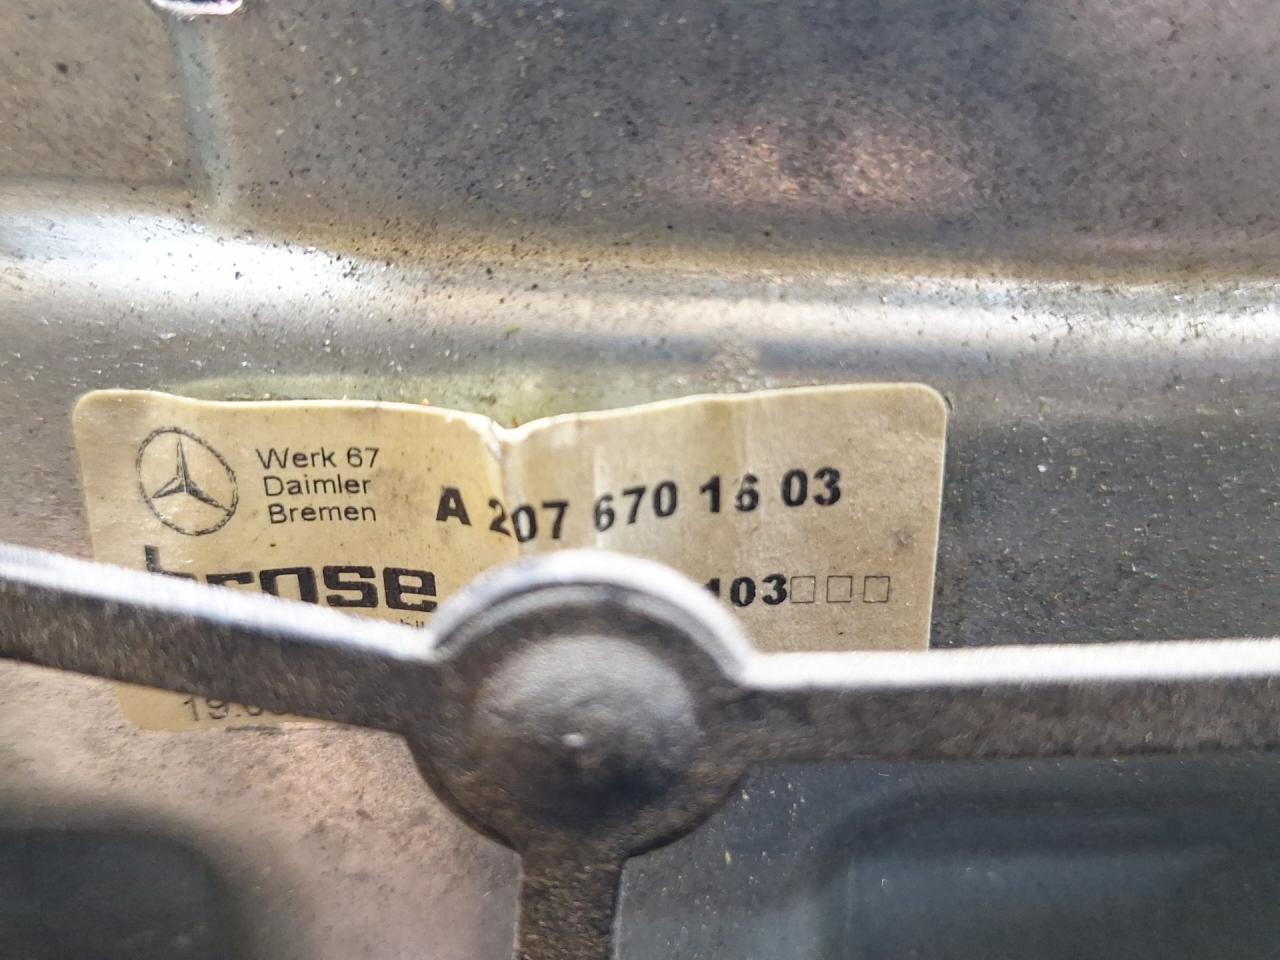 Werk 67
Daimler
Bremen
A 207 670 16 03
brose
103□□□